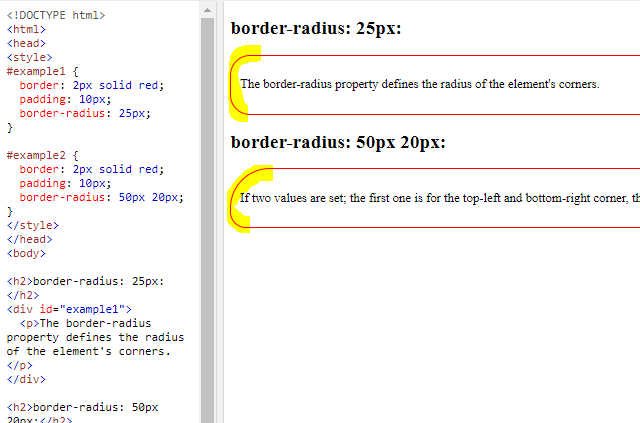 <!DOCTYPE html>
<html>
<head>
<style>
#example1 {
  border: 2px solid red;
  padding: 10px;
  border-radius: 25px;
}

#example2 {
  border: 2px solid red;
  padding: 10px;
  border-radius: 50px 20px;
}
</style>
</head>
<body>

<h2>border-radius: 25px:
</h2>
<div id="example1">
  <p>The border-radius
property defines the radius
of the element's corners.
</p>
</div>

<h2>border-radius: 50px
20px:</h2>
border-radius: 25px:
The border-radius property defines the radius of the element's corners.
border-radius: 50px 20px:
If two values are set; the first one is for the top-left and bottom-right corner, th